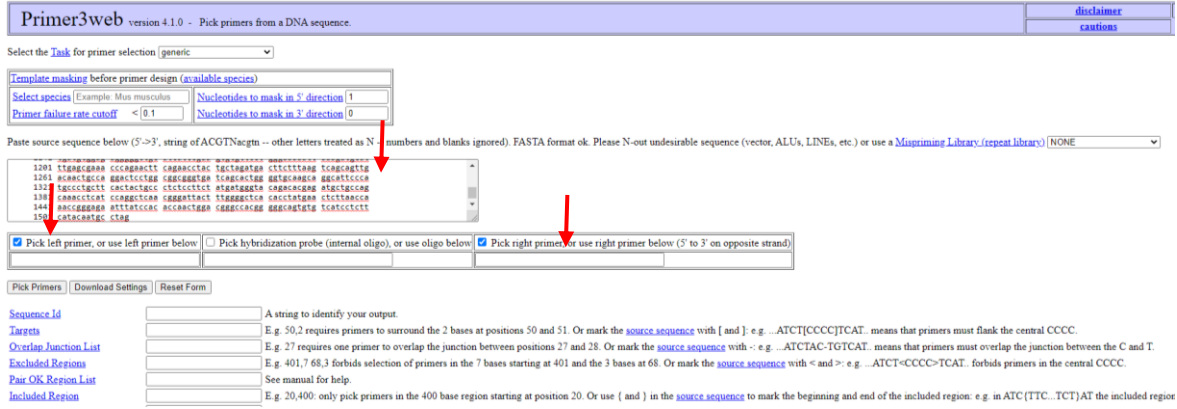 Primer3web version 4.1.0 - Pick primers from a DNA sequence.
disclaimer
cautions
Select the Task for primer selection generic
Template masking before primer design (available species)
Select species Example: Mus musculus Nucleotides to mask in 5' direction 1
Primer failure rate cutoff < 0.1 Nucleotides to mask in 3' direction 0
Paste source sequence below (5'->3', string of ACGTNacgtn -- other letters treated as N -- numbers and blanks ignored). FASTA format ok. Please N-out undesirable sequence (vector, ALUs, LINEs, etc.) or use a Mispriming Library (repeat library) NONE
1201 ttgagcgaaa cccagaactt cagaacctac tgctagatga cttctttaag tcagcagttg
1261 acaactgcca ggactcctgg cggcgggtga tcagcactgg ggtgcaagca ggcattccca
1321 tgccctgctt cactactgcc ctctccttct atgatgggta cagacacgag atgctgccag
1381 caaacctcat ccaggctcaa cgggattact ttggggctca cacctatgaa ctcttaacca
1441 aaccgggaga atttatccac accaactgga cgggccacgg gggcagtgtg tcatcctctt
1501 catacaatgc ctag
Pick left primer, or use left primer below Pick hybridization probe (internal oligo), or use oligo below Pick right primer, or use right primer below (5' to 3' on opposite strand)
Pick Primers Download Settings Reset Form
Sequence Id A string to identify your output.
Targets E.g. 50,2 requires primers to surround the 2 bases at positions 50 and 51. Or mark the source sequence with [ and ]: e.g. ...ATCT[CCCC]TCAT.. means that primers must flank the central CCCC.
Overlap Junction List E.g. 27 requires one primer to overlap the junction between positions 27 and 28. Or mark the source sequence with -: e.g. ...ATCTAC-TGTCAT.. means that primers must overlap the junction between the C and T.
Excluded Regions E.g. 401,7 68,3 forbids selection of primers in the 7 bases starting at 401 and the 3 bases at 68. Or mark the source sequence with < and >: e.g. ...ATCT<CCCC>TCAT.. forbids primers in the central CCCC.
Pair OK Region List See manual for help.
Included Region E.g. 20,400: only pick primers in the 400 base region starting at position 20. Or use { and } in the source sequence to mark the beginning and end of the included region: e.g. in ATC{TTC...TCT}AT the included region